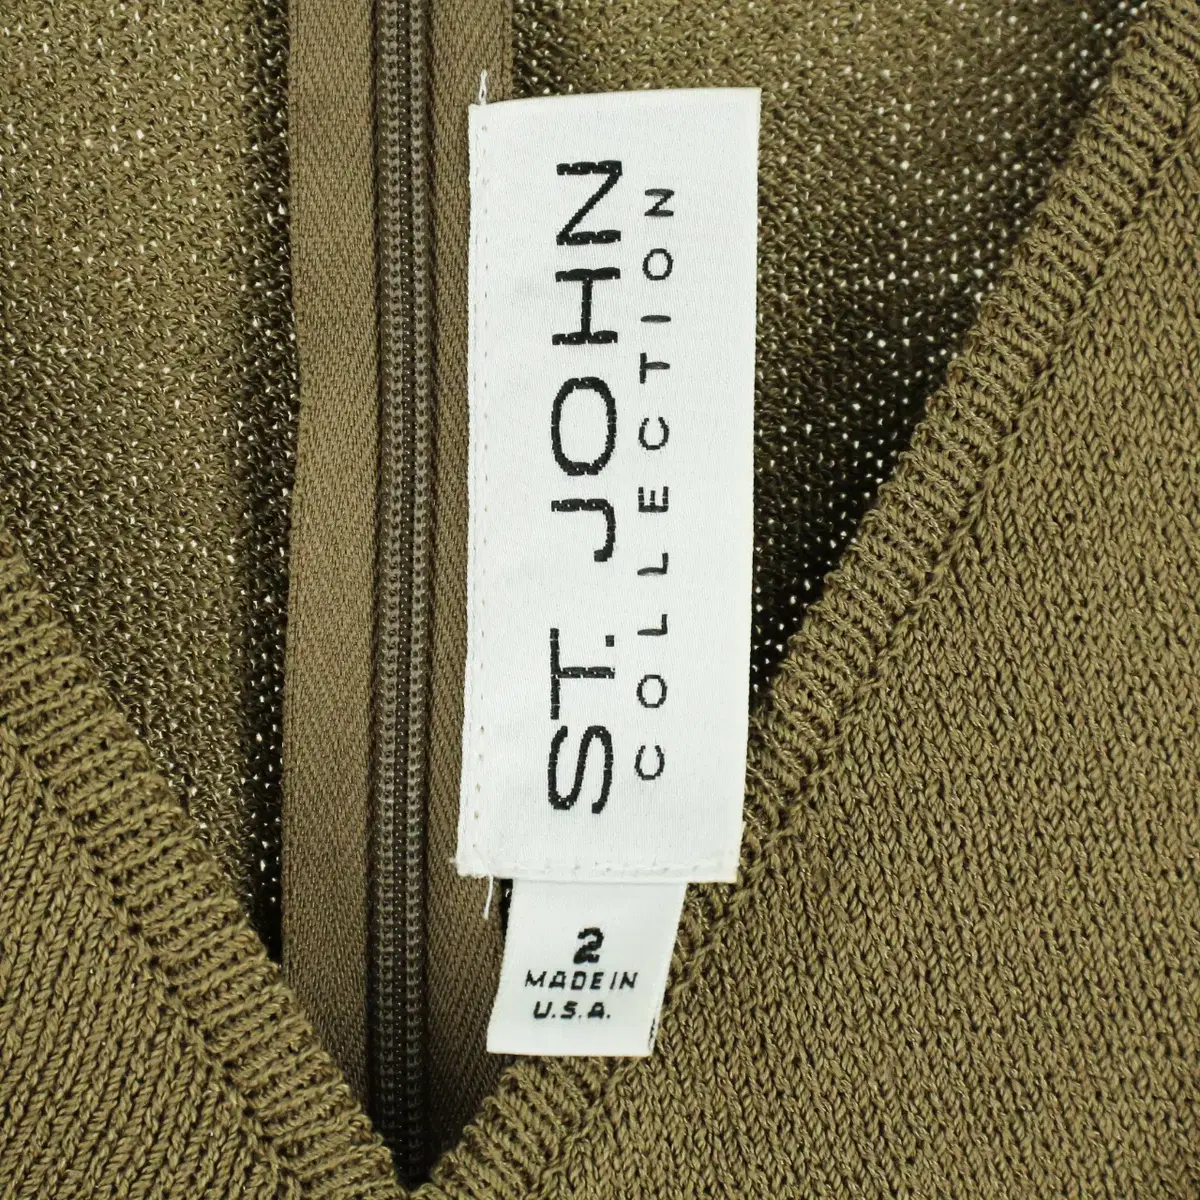 ST. JOHN
COLLECTION
2
MADE IN
U.S.A.